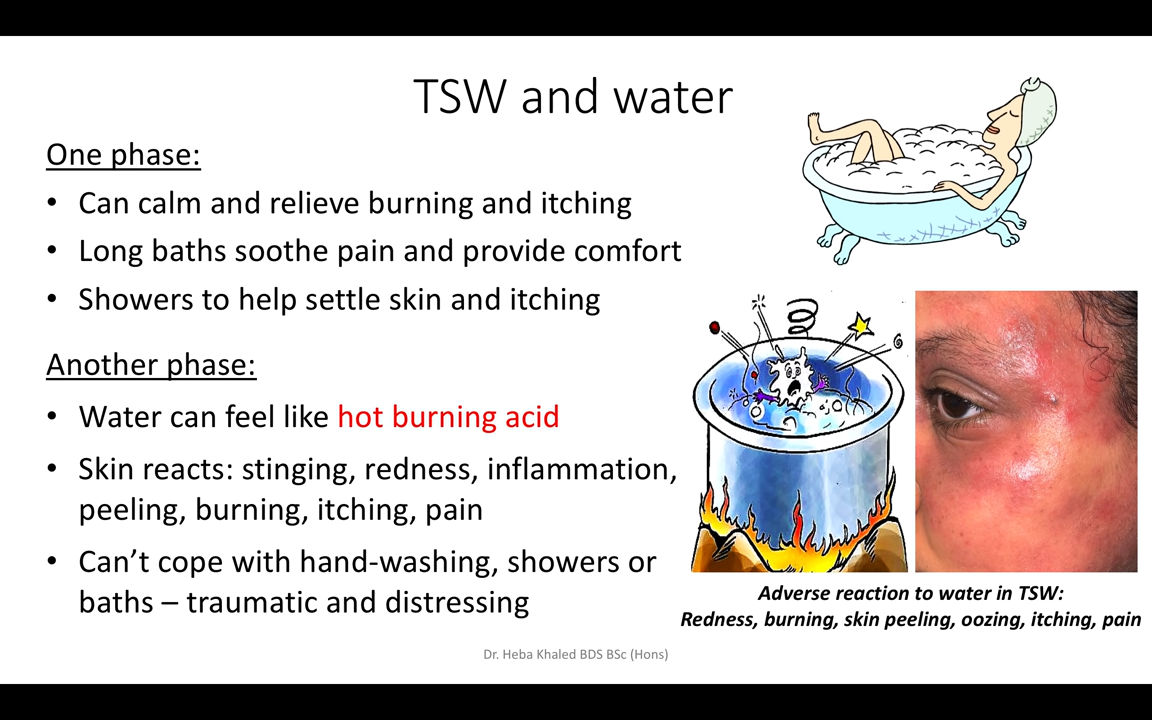 TSW and water
One phase:
• Can calm and relieve burning and itching
• Long baths soothe pain and provide comfort
• Showers to help settle skin and itching
Another phase:
• Water can feel like hot burning acid
• Skin reacts: stinging, redness, inflammation,
peeling, burning, itching, pain
• Can’t cope with hand-washing, showers or
baths – traumatic and distressing
Adverse reaction to water in TSW:
Redness, burning, skin peeling, oozing, itching, pain
Dr. Heba Khaled BDS BSc (Hons)